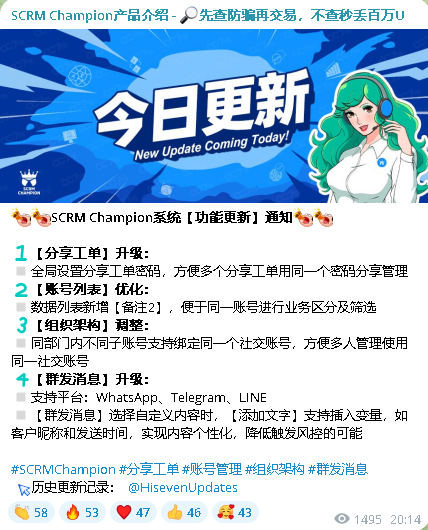 SCRM Champion产品介绍 - 🔎先查防骗再交易，不查秒丢百万U
今日更新
New Update Coming Today!
SCRM
CHAMPION
SCRM Champion系统【功能更新】通知
1【分享工单】升级：
全局设置分享工单密码，方便多个分享工单用同一个密码分享管理
2【账号列表】优化：
数据列表新增【备注2】，便于同一账号进行业务区分及筛选
3【组织架构】调整：
同部门内不同子账号支持绑定同一个社交账号，方便多人管理使用
同一社交账号
4【群发消息】升级：
支持平台：WhatsApp、Telegram、LINE
【群发消息】选择自定义内容时，【添加文字】支持插入变量，如
客户昵称和发送时间，实现内容个性化，降低触发风控的可能
#SCRMChampion #分享工单 #账号管理 #组织架构 #群发消息
历史更新记录： @HisevenUpdates
👏 58 🔥 53 ❤️ 47 👍 46 🥰 43
1495 20:14